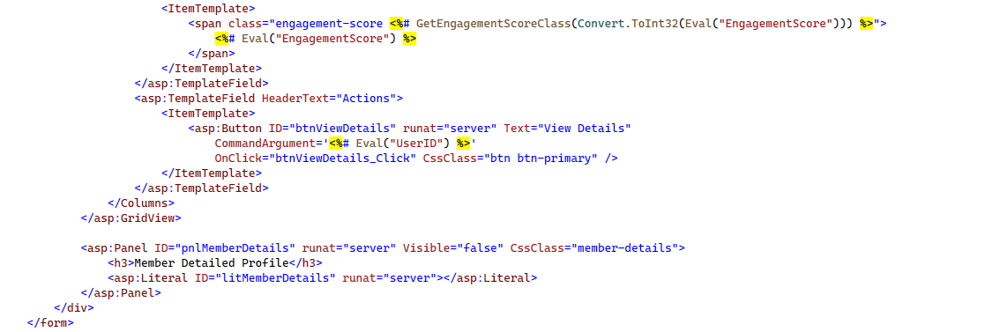 <ItemTemplate>
<span class="engagement-score <%# GetEngagementScoreClass(Convert.ToInt32(Eval("EngagementScore"))) %>">
<%# Eval("EngagementScore") %>
</span>
</ItemTemplate>
</asp:TemplateField>
<asp:TemplateField HeaderText="Actions">
<ItemTemplate>
<asp:Button ID="btnViewDetails" runat="server" Text="View Details"
CommandArgument='<%# Eval("UserID") %>'
OnClick="btnViewDetails_Click" CssClass="btn btn-primary" />
</ItemTemplate>
</asp:TemplateField>
</Columns>
</asp:GridView>
<asp:Panel ID="pnlMemberDetails" runat="server" Visible="false" CssClass="member-details">
<h3>Member Detailed Profile</h3>
<asp:Literal ID="litMemberDetails" runat="server"></asp:Literal>
</asp:Panel>
</div>
</form>